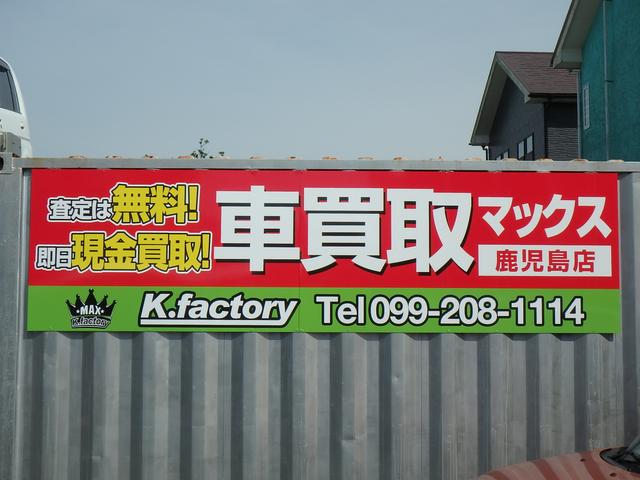 査定は無料!
即日現金買取!
車買取
マックス
鹿児島店
MAX
K.factory
K.factory
Tel 099-208-1114